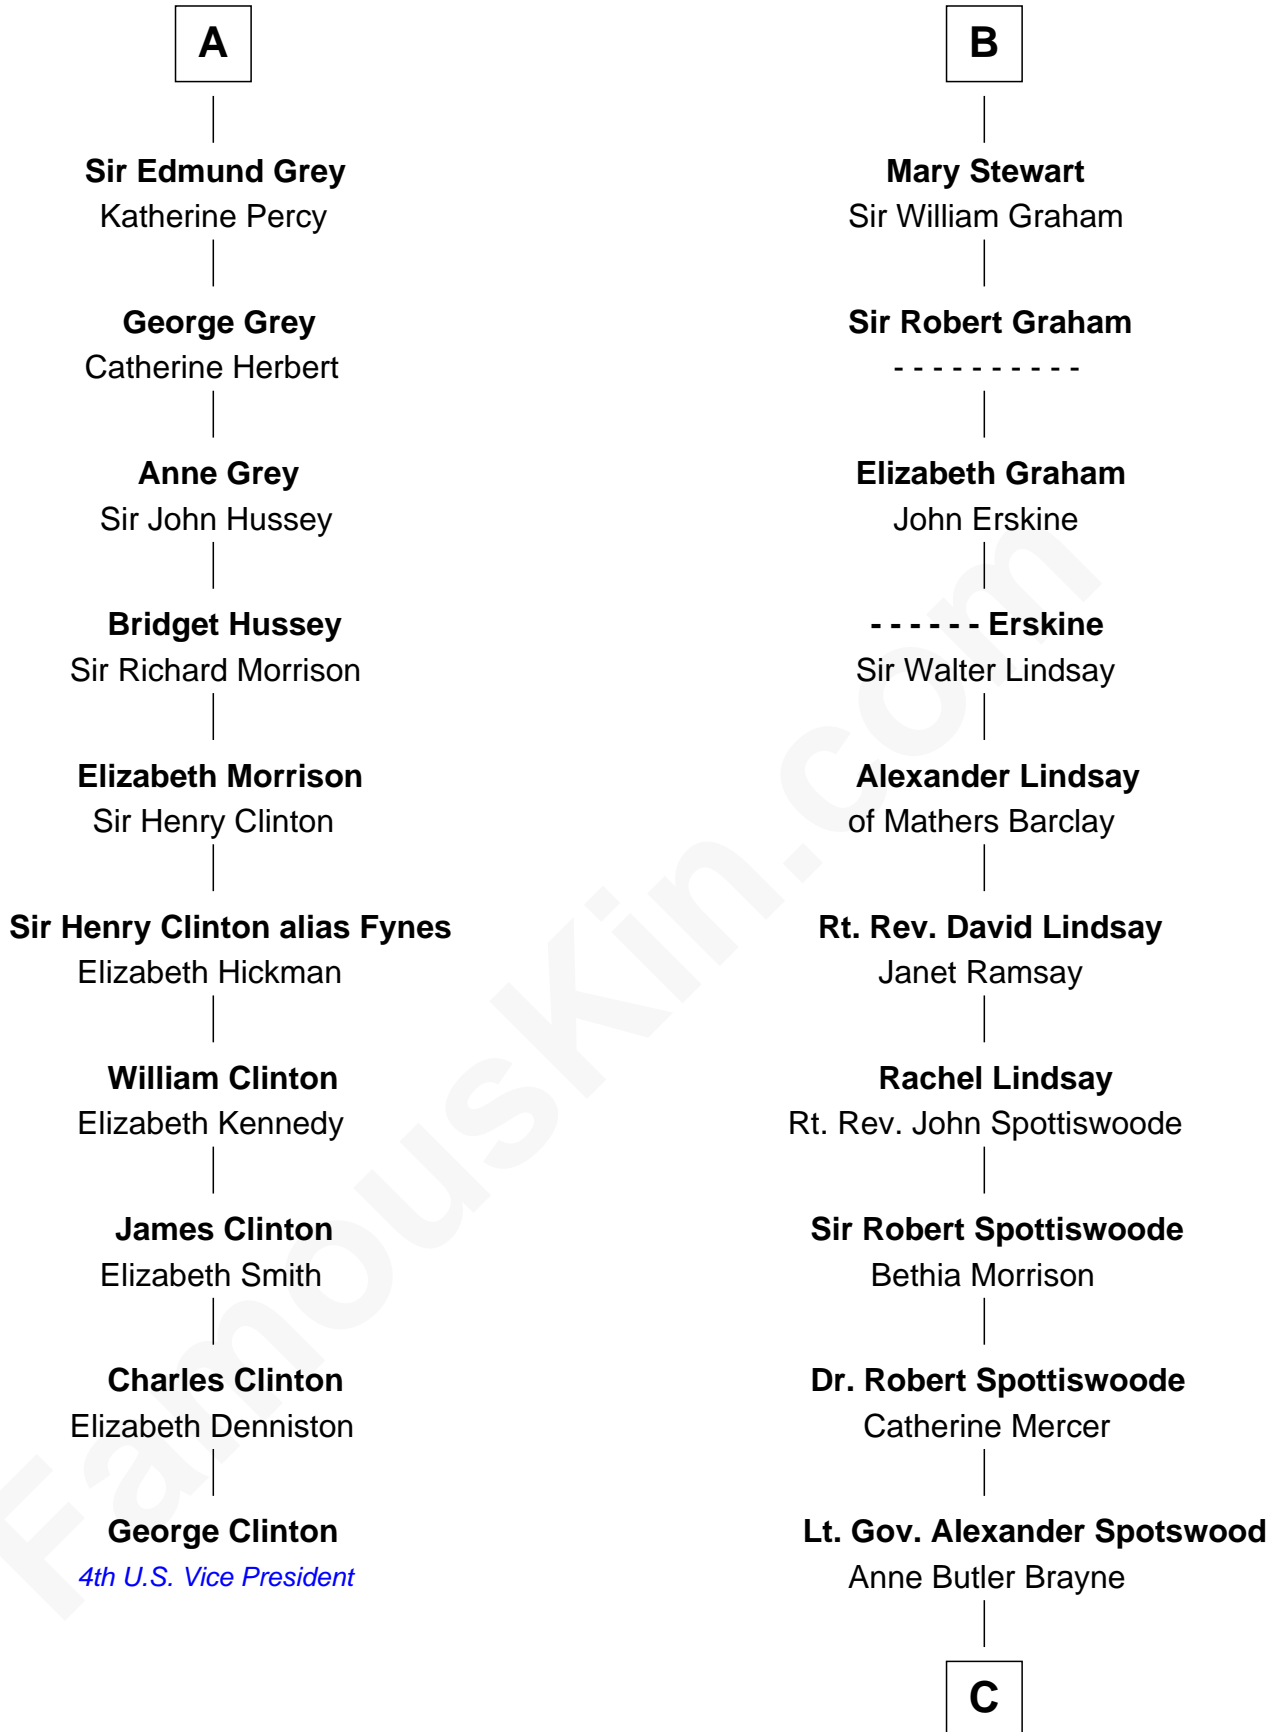 A
Sir Edmund Grey
Katherine Percy
George Grey
Catherine Herbert
Anne Grey
Sir John Hussey
Bridget Hussey
Sir Richard Morrison
Elizabeth Morrison
Sir Henry Clinton
Sir Henry Clinton alias Fynes
Elizabeth Hickman
William Clinton
Elizabeth Kennedy
James Clinton
Elizabeth Smith
Charles Clinton
Elizabeth Denniston
George Clinton
4th U.S. Vice President
B
Mary Stewart
Sir William Graham
Sir Robert Graham
- - - - - - - - - -
Elizabeth Graham
John Erskine
- - - - - - Erskine
Sir Walter Lindsay
Alexander Lindsay
of Mathers Barclay
Rt. Rev. David Lindsay
Janet Ramsay
Rachel Lindsay
Rt. Rev. John Spottiswoode
Sir Robert Spottiswoode
Bethia Morrison
Dr. Robert Spottiswoode
Catherine Mercer
Lt. Gov. Alexander Spotswood
Anne Butler Brayne
C
FamousKin.com